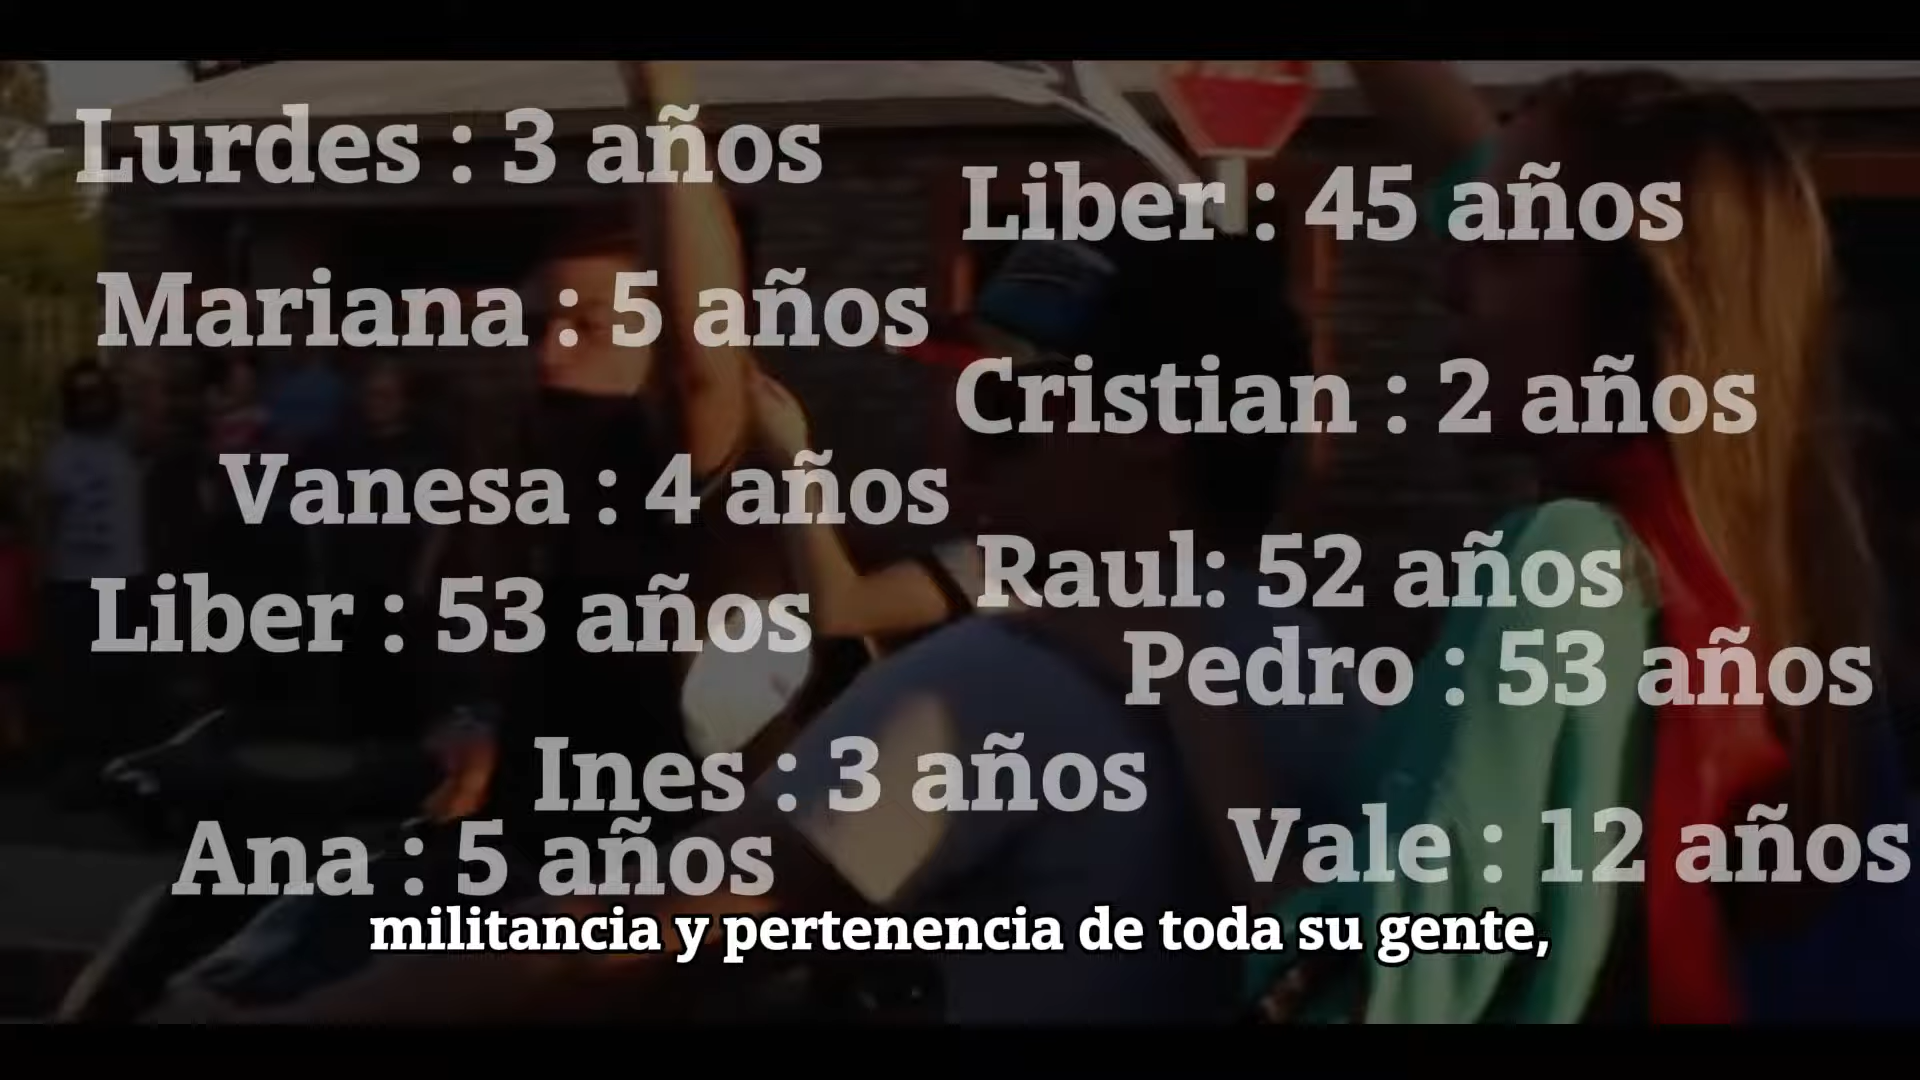 Lurdes : 3 años
Mariana : 5 años
Vanesa : 4 años
Liber : 53 años
Ines : 3 años
Ana : 5 años
Liber : 45 años
Cristian : 2 años
Raul: 52 años
Pedro : 53 años
Vale : 12 años
militancia y pertenencia de toda su gente,